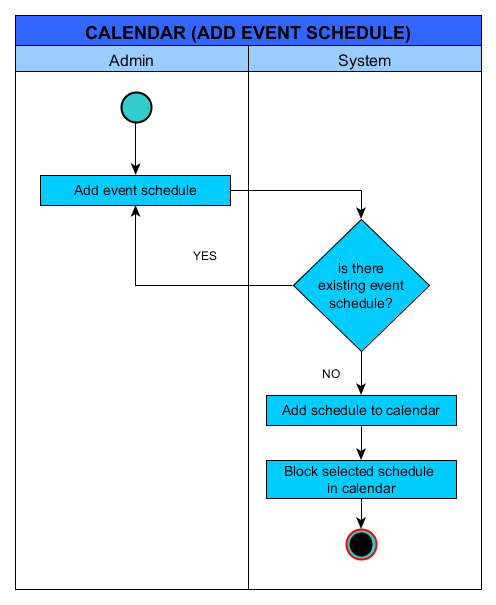 CALENDAR (ADD EVENT SCHEDULE)
Admin
System
Add event schedule
YES
is there
existing event
schedule?
NO
Add schedule to calendar
Block selected schedule
in calendar